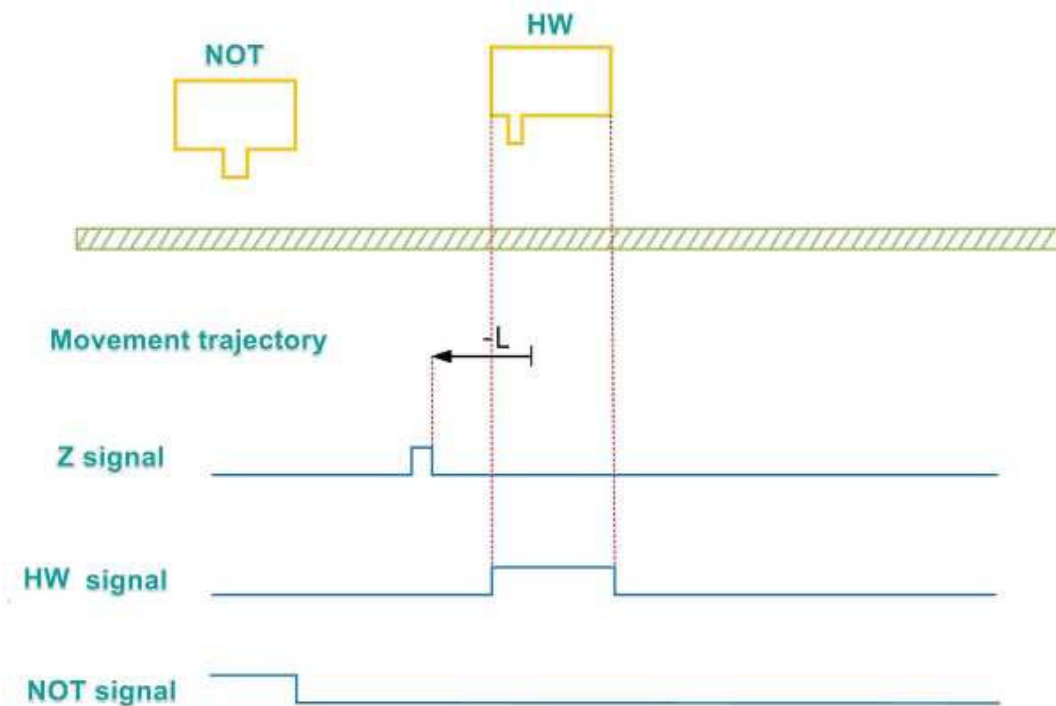 HW
NOT
-L
Movement trajectory
Z signal
HW signal
NOT signal